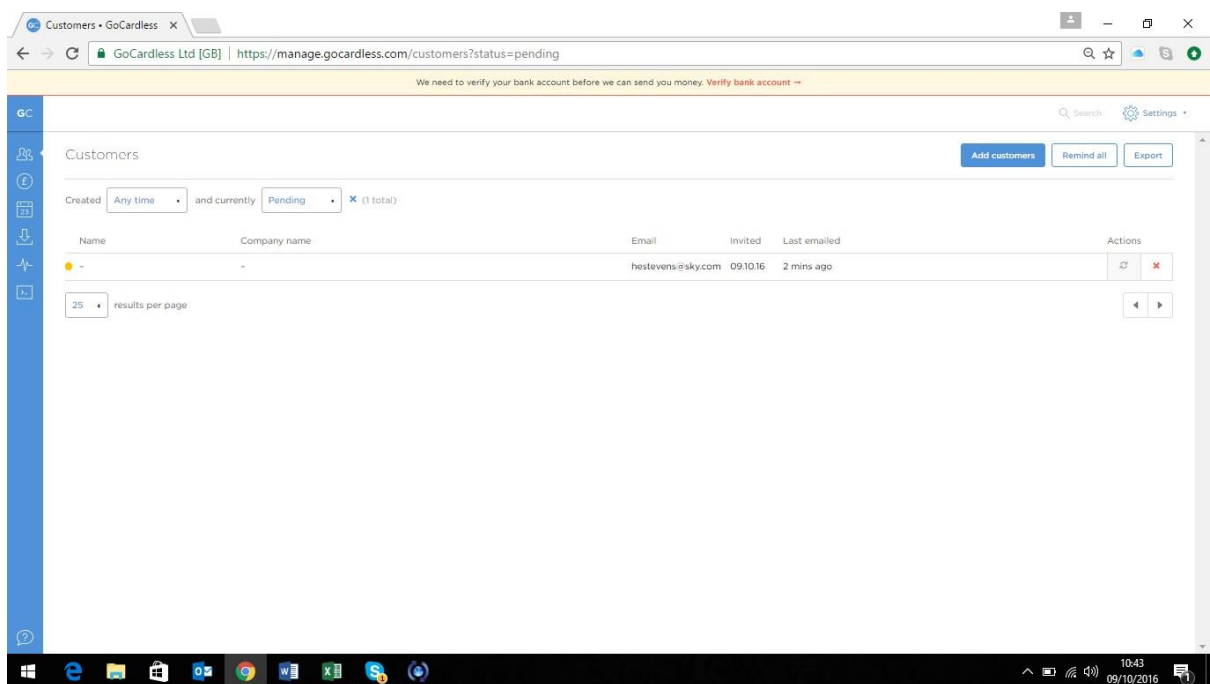 Customers • GoCardless
GoCardless Ltd [GB] | https://manage.gocardless.com/customers?status=pending
We need to verify your bank account before we can send you money. Verify bank account →
GC
Search Settings
Customers Add customers Remind all Export
Created Any time and currently Pending × (1 total)
Name Company name Email Invited Last emailed Actions
- - hestevens@sky.com 09.10.16 2 mins ago
25 results per page
10:43
09/10/2016